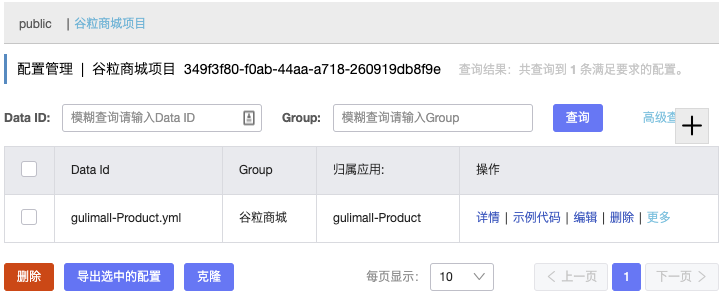 public | 谷粒商城项目
配置管理 | 谷粒商城项目 349f3f80-f0ab-44aa-a718-260919db8f9e 查询结果：共查询到 1 条满足要求的配置。
Data ID: 模糊查询请输入Data ID Group: 模糊查询请输入Group 查询 高级查
Data Id Group 归属应用: 操作
gulimall-Product.yml 谷粒商城 gulimall-Product 详情 | 示例代码 | 编辑 | 删除 | 更多
删除 导出选中的配置 克隆 每页显示: 10 < 上一页 1 下一页 >